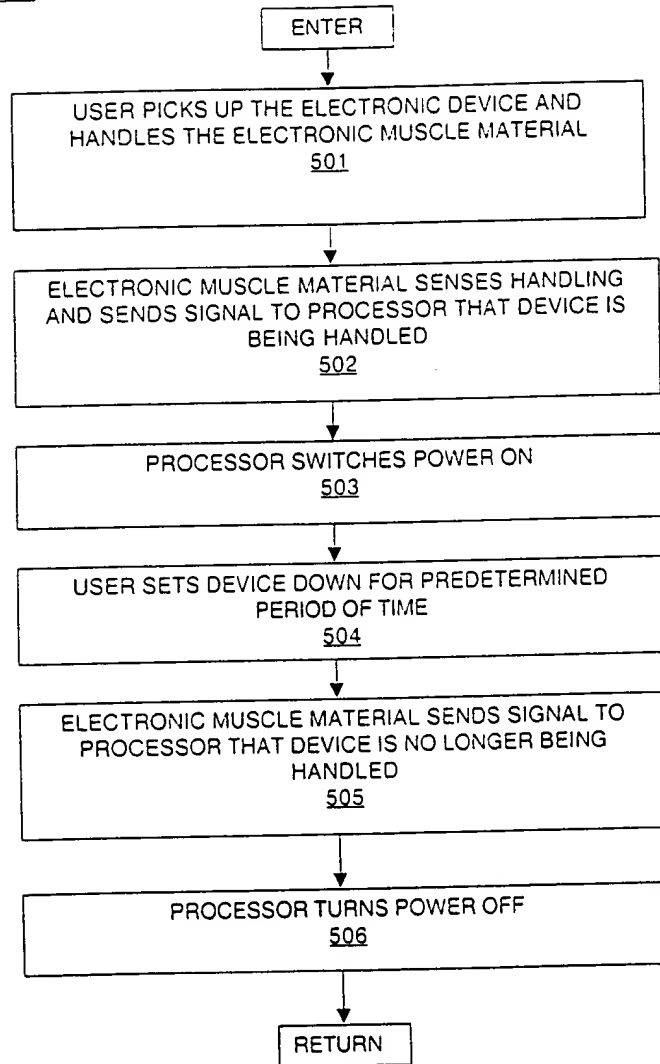 ENTER
USER PICKS UP THE ELECTRONIC DEVICE AND
HANDLES THE ELECTRONIC MUSCLE MATERIAL
501
ELECTRONIC MUSCLE MATERIAL SENSES HANDLING
AND SENDS SIGNAL TO PROCESSOR THAT DEVICE IS
BEING HANDLED
502
PROCESSOR SWITCHES POWER ON
503
USER SETS DEVICE DOWN FOR PREDETERMINED
PERIOD OF TIME
504
ELECTRONIC MUSCLE MATERIAL SENDS SIGNAL TO
PROCESSOR THAT DEVICE IS NO LONGER BEING
HANDLED
505
PROCESSOR TURNS POWER OFF
506
RETURN